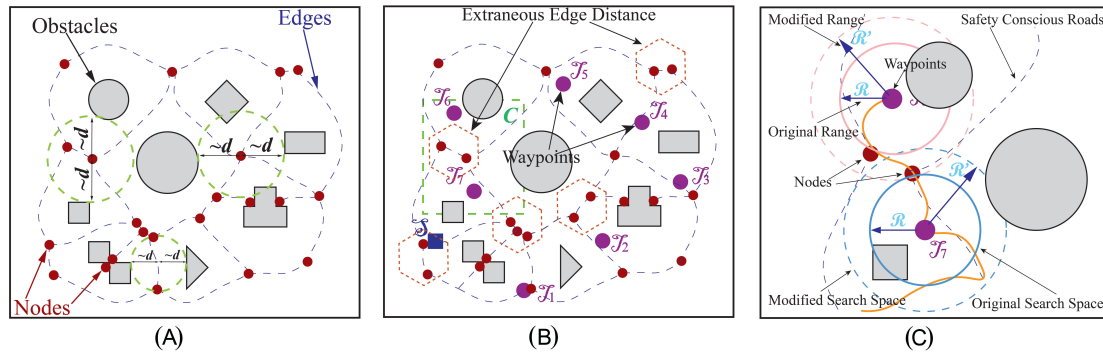 Obstacles
Edges
~d
~d
~d
~d
~d
~d
Nodes
(A)
Extraneous Edge Distance
𝒯5
𝒯6
C
𝒯4
Waypoints
𝒯7
𝒯3
𝒮
𝒯2
𝒯1
(B)
Modified Range
Safety Conscious Roads
ℛ'
Waypoints
ℛ
Original Range
Nodes
ℛ'
ℛ
𝒯7
Modified Search Space
Original Search Space
(C)